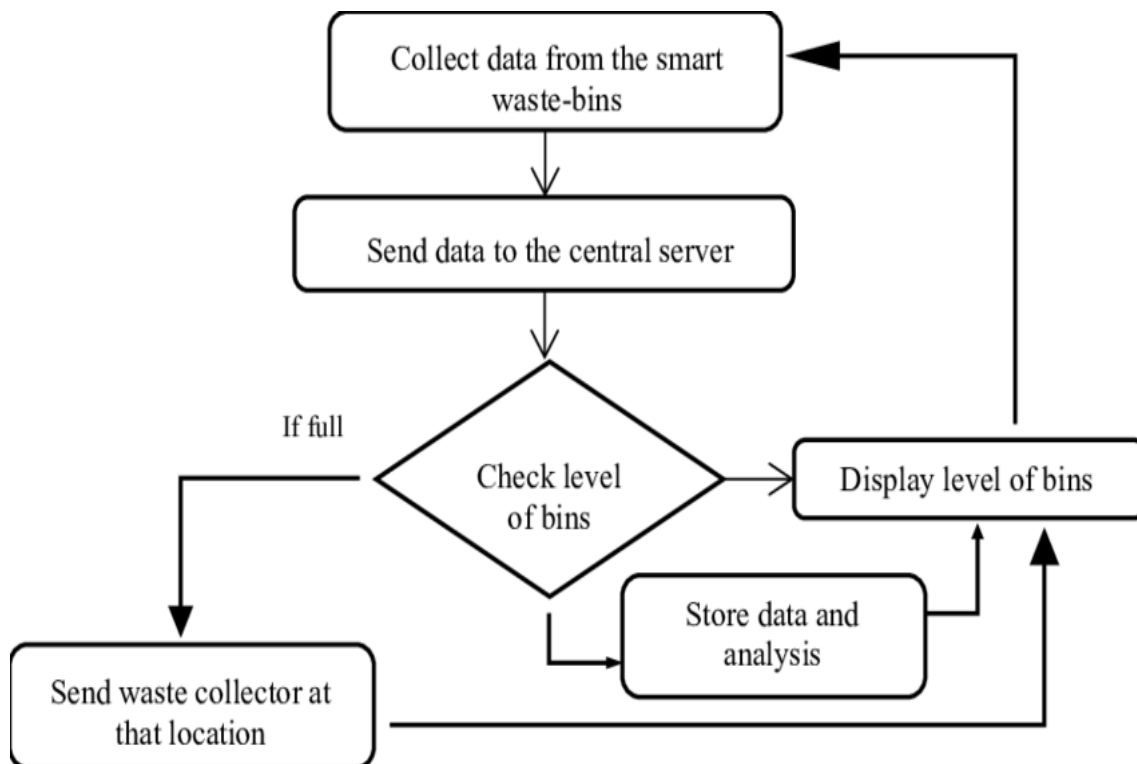 Collect data from the smart
waste-bins
Send data to the central server
If full
Check level
of bins
Display level of bins
Store data and
analysis
Send waste collector at
that location